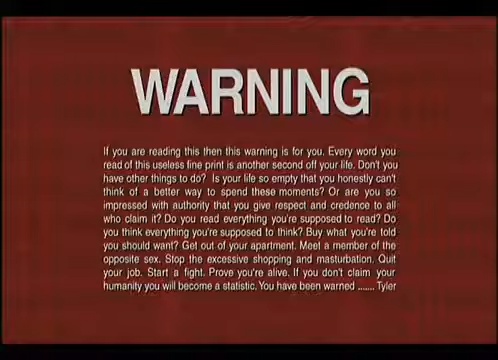 WARNING
If you are reading this then this warning is for you. Every word you
read of this useless fine print is another second off your life. Don't you
have other things to do? Is your life so empty that you honestly can't
think of a better way to spend these moments? Or are you so
impressed with authority that you give respect and credence to all
who claim it? Do you read everything you're supposed to read? Do
you think everything you're supposed to think? Buy what you're told
you should want? Get out of your apartment. Meet a member of the
opposite sex. Stop the excessive shopping and masturbation. Quit
your job. Start a fight. Prove you're alive. If you don't claim your
humanity you will become a statistic. You have been warned ....... Tyler